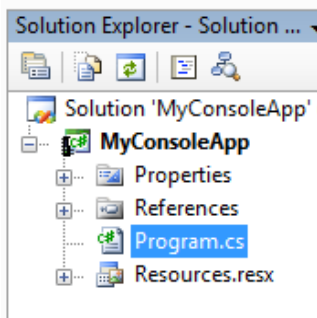 Solution Explorer - Solution ...
Solution 'MyConsoleApp'
MyConsoleApp
Properties
References
Program.cs
Resources.resx